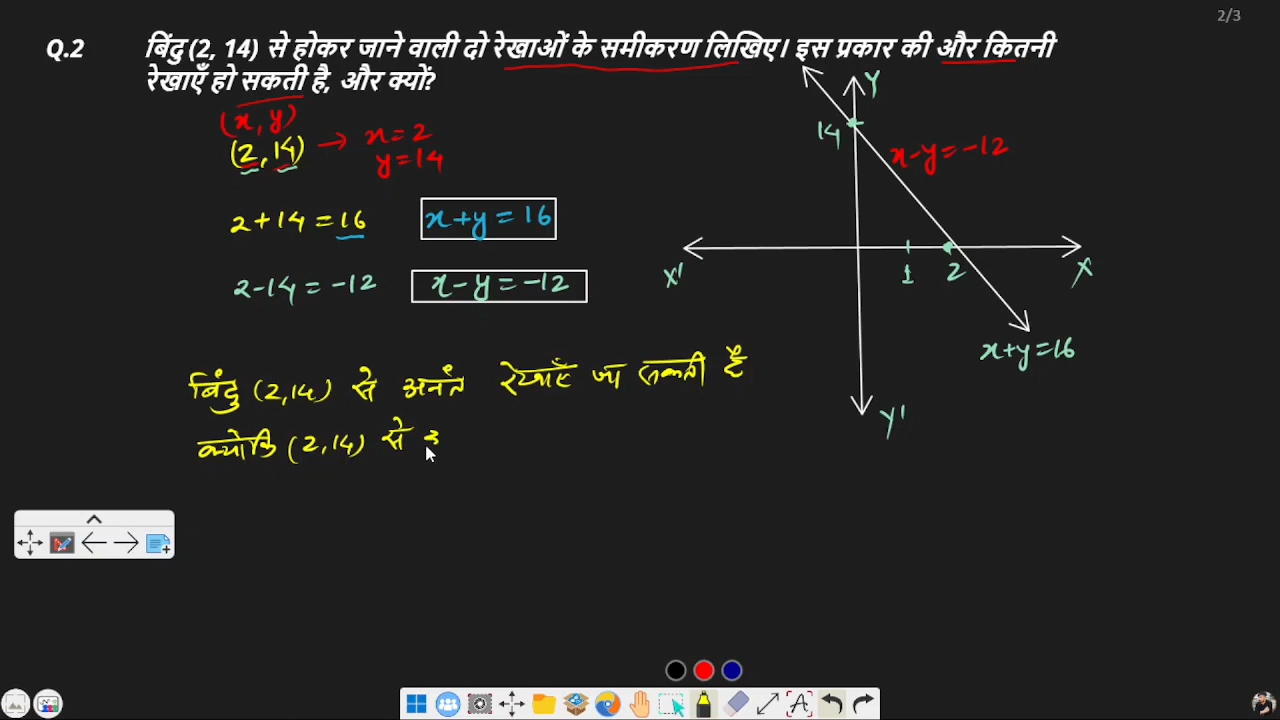 2/3
Q.2 बिंदु (2, 14) से होकर जाने वाली दो रेखाओं के समीकरण लिखिए। इस प्रकार की और कितनी
रेखाएँ हो सकती है, और क्यों?
(x, y)
(2, 14) → x = 2
y = 14
2 + 14 = 16 x + y = 16
2 - 14 = -12 x - y = -12
बिंदु (2, 14) से अनंत रेखाएँ जा सकती है
क्योकि (2, 14) से
Y
14
x - y = -12
X'
1
2
X
x + y = 16
Y'